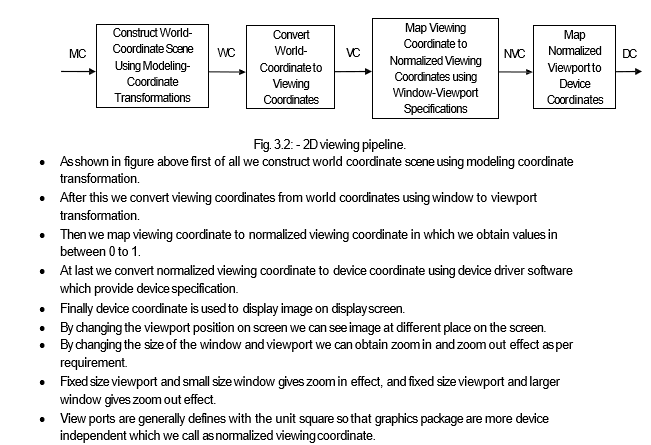 MC
Construct World-
Coordinate Scene
Using Modeling-
Coordinate
Transformations
WC
Convert
World-
Coordinate to
Viewing
Coordinates
VC
Map Viewing
Coordinate to
Normalized Viewing
Coordinates using
Window-Viewport
Specifications
NVC
Map
Normalized
Viewport to
Device
Coordinates
DC
Fig. 3.2: - 2D viewing pipeline.
• As shown in figure above first of all we construct world coordinate scene using modeling coordinate
transformation.
• After this we convert viewing coordinates from world coordinates using window to viewport
transformation.
• Then we map viewing coordinate to normalized viewing coordinate in which we obtain values in
between 0 to 1.
• At last we convert normalized viewing coordinate to device coordinate using device driver software
which provide device specification.
• Finally device coordinate is used to display image on display screen.
• By changing the viewport position on screen we can see image at different place on the screen.
• By changing the size of the window and viewport we can obtain zoom in and zoom out effect as per
requirement.
• Fixed size viewport and small size window gives zoom in effect, and fixed size viewport and larger
window gives zoom out effect.
• View ports are generally defines with the unit square so that graphics package are more device
independent which we call as normalized viewing coordinate.